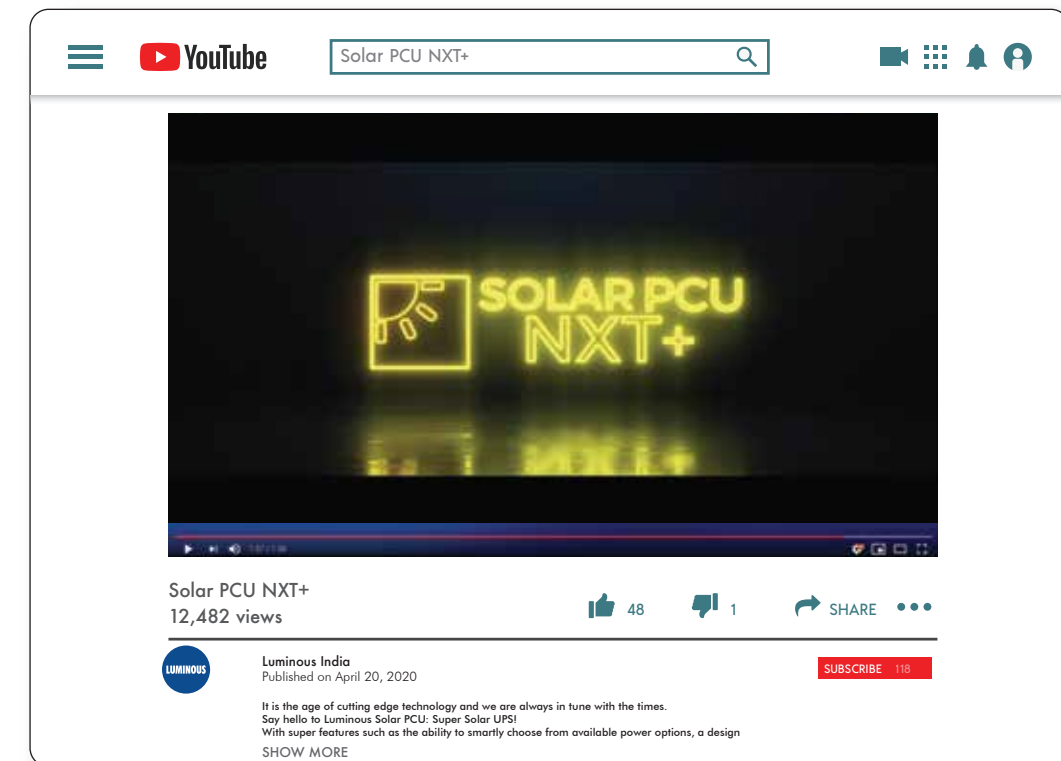 YouTube
Solar PCU NXT+
SOLAR PCU
NXT+
Solar PCU NXT+
12,482 views
48
1
SHARE
LUMINOUS
Luminous India
Published on April 20, 2020
SUBSCRIBE 118
It is the age of cutting edge technology and we are always in tune with the times.
Say hello to Luminous Solar PCU: Super Solar UPS!
With super features such as the ability to smartly choose from available power options, a design
SHOW MORE